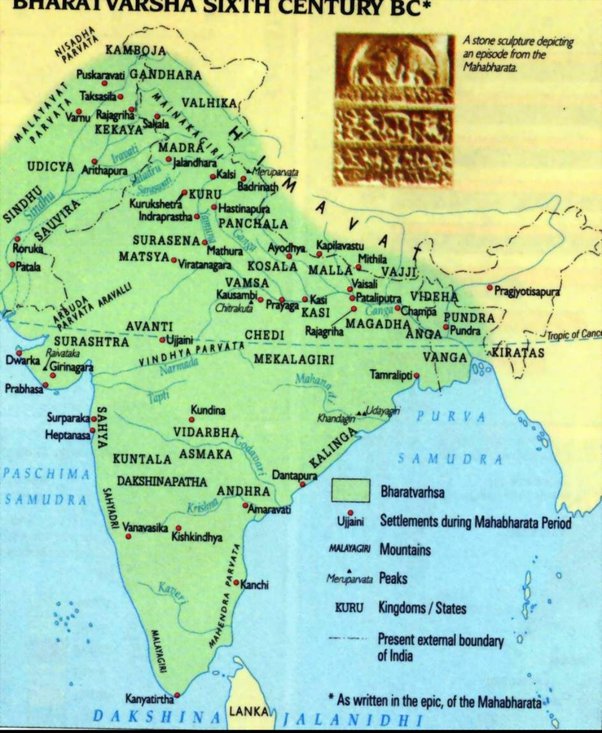 BHARATVARSHA SIXTH CENTURY BC*
A stone sculpture depicting
an episode from the
Mahabharata.
NISADHA
PARVATA
KAMBOJA
Puskaravati
GANDHARA
MALAYAVAT
PARVATA
Taksasila
VALHIKA
Varnu
Rajagriha
MAINAKAGIRI
Sakala
KEKAYA
HIMAVAT
MADRA
Iravati
UDICYA
Jalandhara
Arithapura
Meruparvata
Kalsi
Badrinath
Saraswati
SINDHU
Sindhu
KURU
Kurukshetra
Hastinapura
SAUVIRA
Indraprastha
PANCHALA
Ganga
Roruka
SURASENA
Mathura
Ayodhya
Kapilavastu
MATSYA
Viratanagara
KOSALA
Mithila
Patala
MALLA
VAJJI
VAMSA
Vaisali
Pragjyotisapura
Kausambi
Kasi
Pataliputra
VIDEHA
ARBUDA
PARVATA ARAVALLI
Chitrakuta
Prayaga
KASI
Ganga
Champa
PUNDRA
Rajagriha
MAGADHA
AVANTI
ANGA
Pundra
CHEDI
Tropic of Cance
SURASHTRA
Ujjaini
VINDHYA PARVATA
MEKALAGIRI
VANGA
KIRATAS
Dwarka
Raivataka
Girinagara
Narmada
Tamralipti
Prabhasa
Tapti
Mahanadi
Kundina
Khandagiri
Udayagiri
PURVA
SAMUDRA
Surparaka
Heptanasa
SAHYA
VIDARBHA
Godavari
ASMAKA
KALINGA
KUNTALA
PASCHIMA
SAMUDRA
DAKSHINAPATHA
Dantapura
SAHYADRI
ANDHRA
Amaravati
Krishna
Vanavasika
Kishkindhya
MAHENDRA PARVATA
Kanchi
Kaveri
MALAYAGIRI
Kanyatirtha
LANKA
DAKSHINA JALANIDHI
Bharatvarhsa
Ujjaini Settlements during Mahabharata Period
MALAYAGIRI Mountains
Meruparvata Peaks
KURU Kingdoms / States
Present external boundary
of India
* As written in the epic, of the Mahabharata